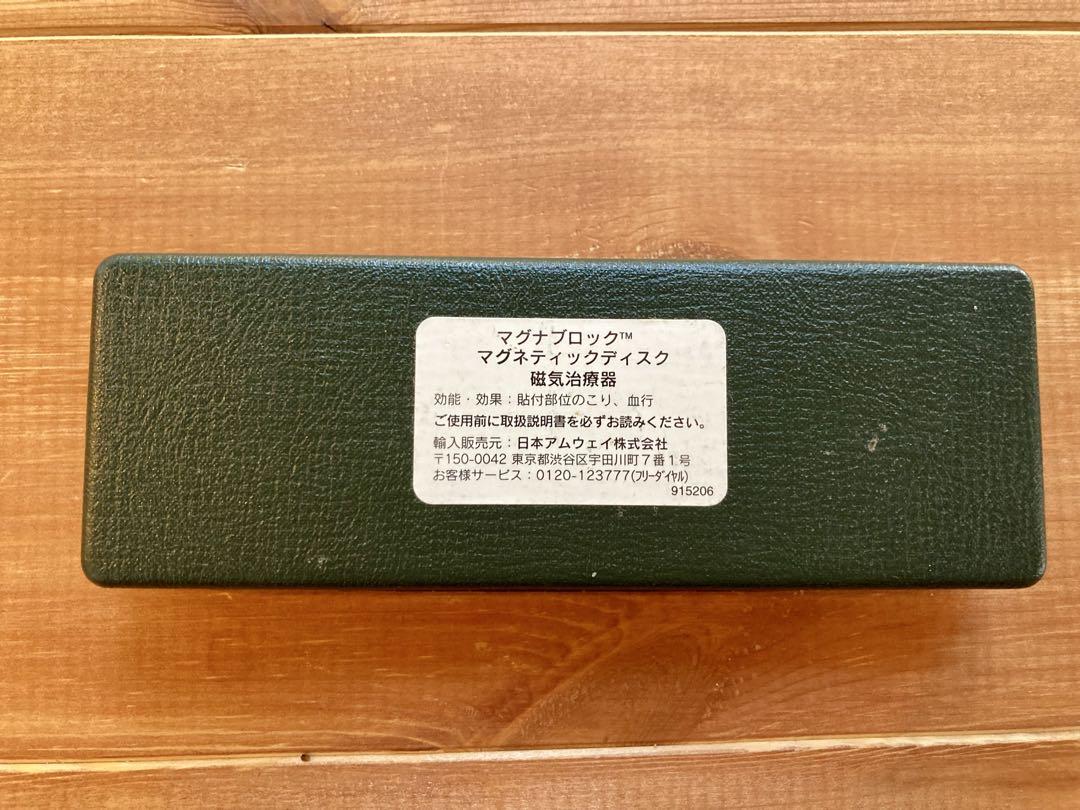 マグナブロック™
マグネティックディスク
磁気治療器
効能・効果：貼付部位のこり、血行
ご使用前に取扱説明書を必ずお読みください。
輸入販売元：日本アムウェイ株式会社
〒150-0042 東京都渋谷区宇田川町7番1号
お客様サービス：0120-123777(ﾌﾘｰﾀﾞｲﾔﾙ)
915206